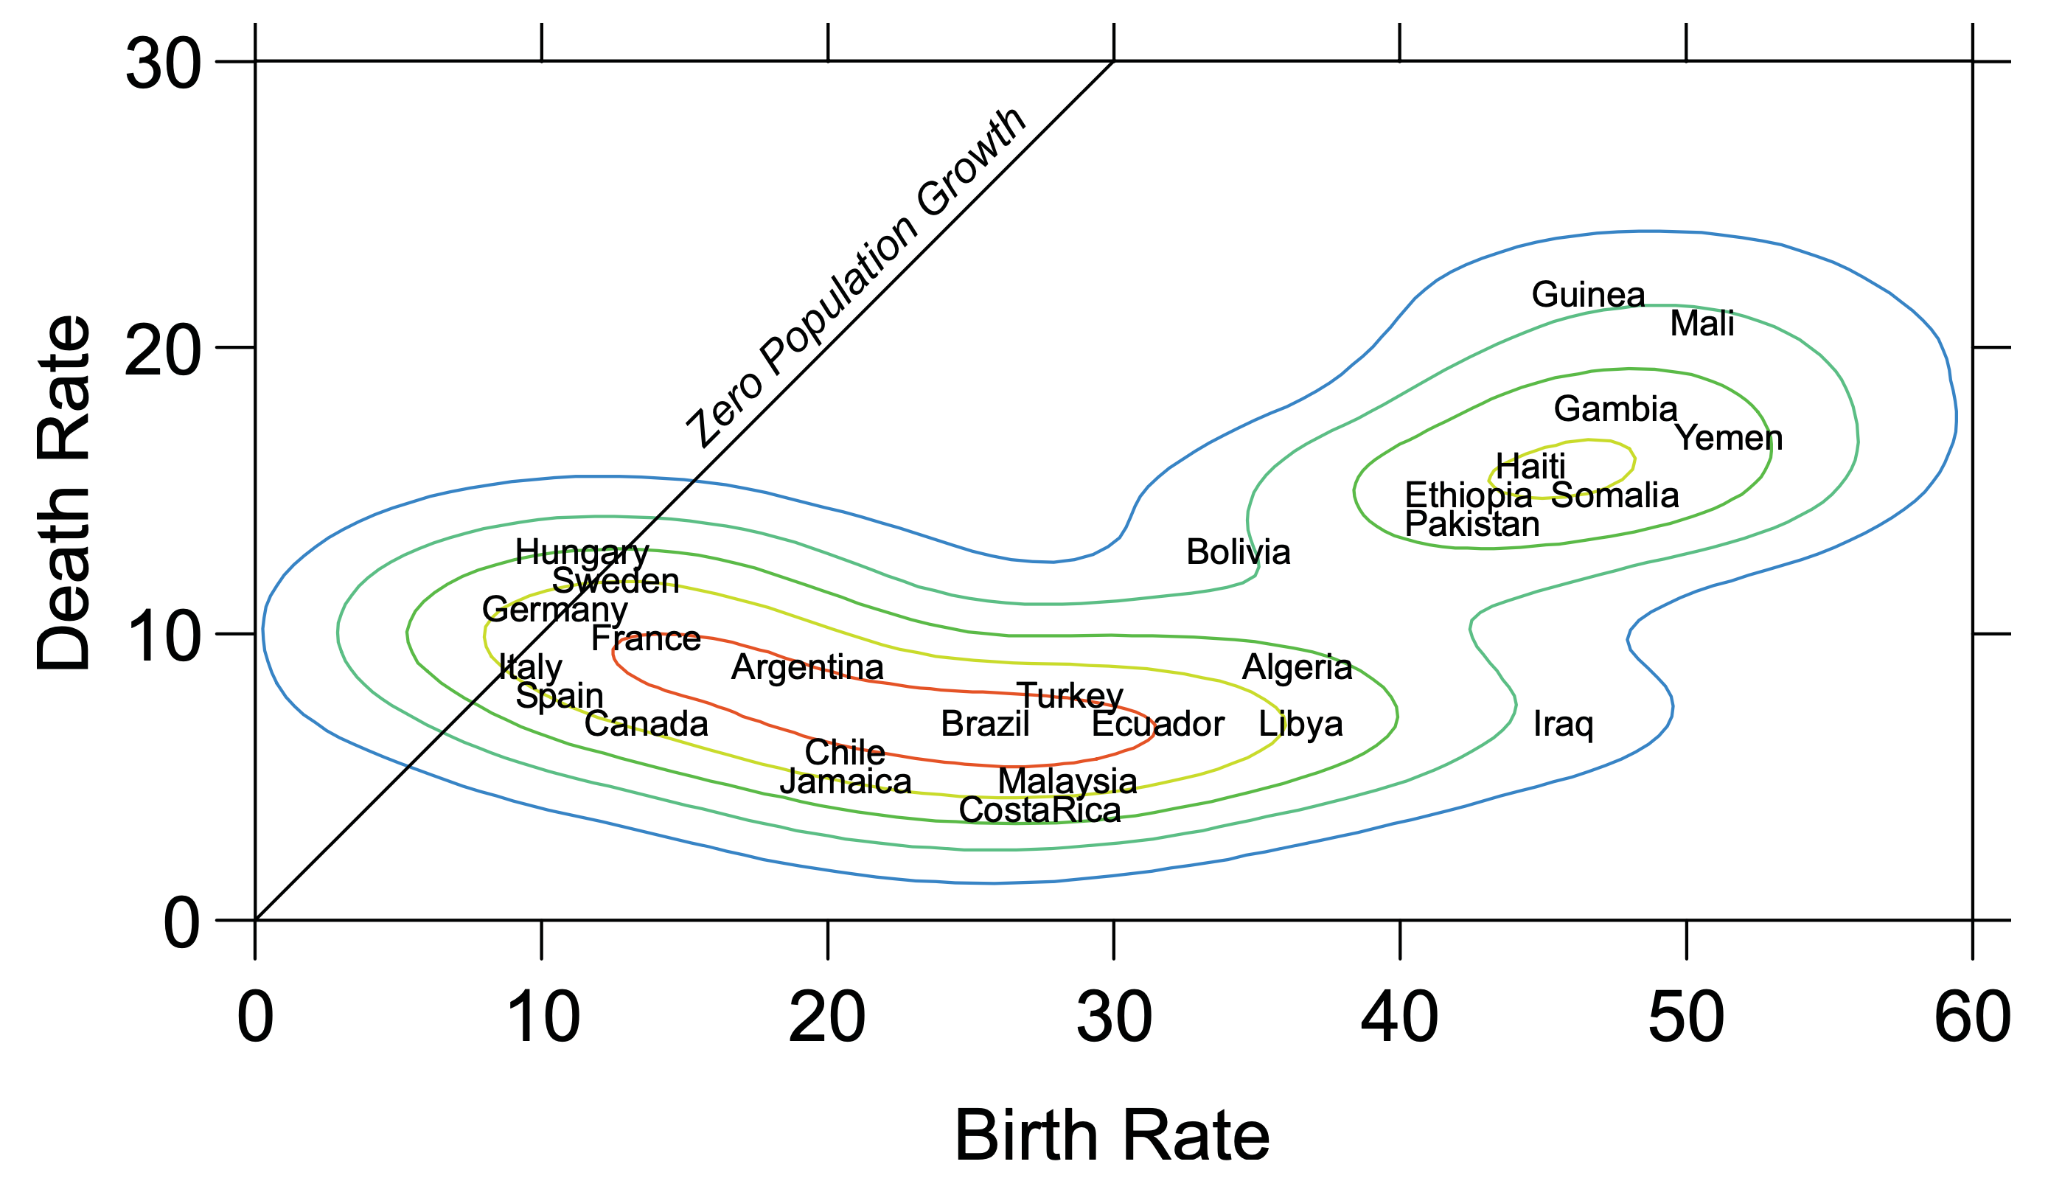 30
Zero Population Growth
Guinea
Mali
20
Gambia
Yemen
Haiti
Ethiopia Somalia
Pakistan
Hungary
Bolivia
Sweden
Germany
10
France
Italy
Argentina
Algeria
Spain
Turkey
Canada
Brazil
Ecuador
Libya
Iraq
Chile
Jamaica
Malaysia
CostaRica
0
Death Rate
0 10 20 30 40 50 60
Birth Rate